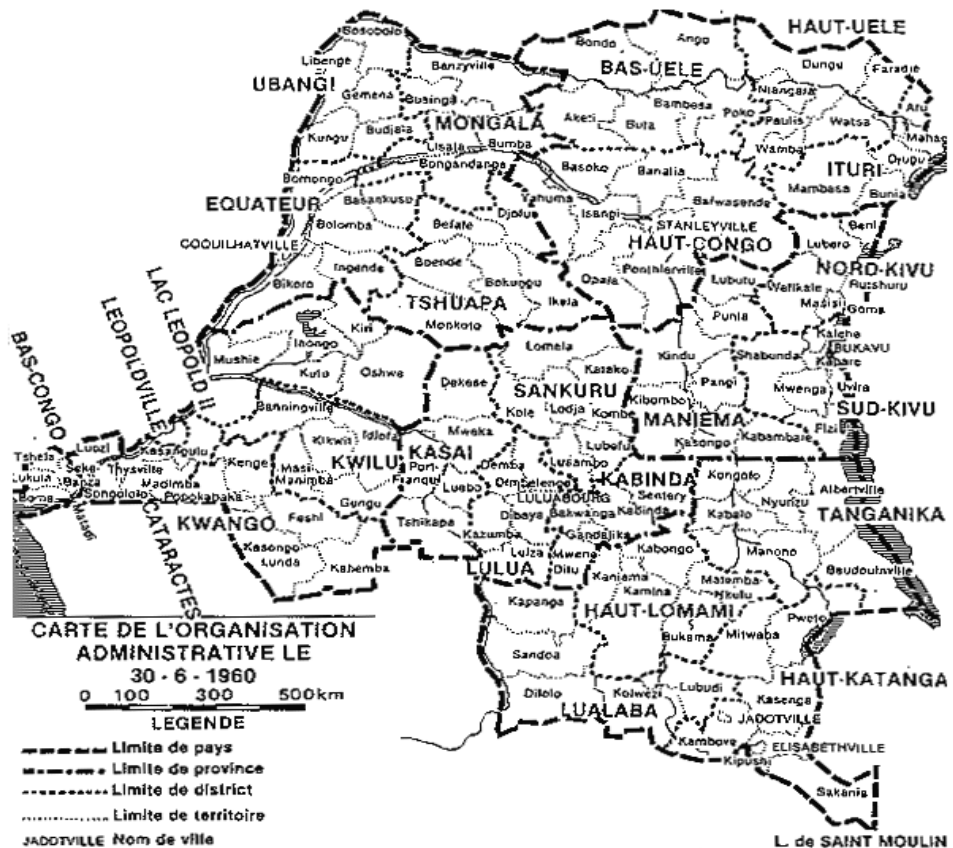 HAUT-UELE
Bosobolo
Bondo
Ango
Libenge
Banzyville
BAS-UELE
Dungu
Faradje
UBANGI
Gemena
Businga
Bambesa
Niangara
Aketi
Buta
Poko
Paulis
Watsa
Kungu
Budjala
MONGALA
Lisala
Bumba
Wamba
Bongandanga
Basoko
Banalia
ITURI
Bomongo
Yahuma
Mambasa
Bunia
EQUATEUR
Basankusu
Djolu
Isangi
Bafwasende
Bolomba
Befale
STANLEYVILLE
Beni
COQUILHATVILLE
HAUT-CONGO
Lubero
Ingende
Boende
Ponthierville
NORD-KIVU
Bikoro
Bokungu
Opala
Lubutu
Walikale
Rutshuru
LAC LEOPOLD II
TSHUAPA
Ikela
Masisi
Goma
Monkoto
Punia
Kiri
Kalehe
Inongo
Lomela
Kindu
Shabunda
BUKAVU
Mushie
Kabare
LEOPOLDVILLE
Kutu
Oshwe
Dekese
Katako
Pangi
Mwenga
Uvira
BAS-CONGO
SANKURU
Kibombo
SUD-KIVU
Banningville
Kole
Lodja
Kombe
MANIEMA
Fizi
Mweka
Kasongo
Kabambare
Luozi
Kikwit
Idiofa
Lubefu
Tshela
Kasangulu
KWILU
KASAI
Demba
Lusambo
Seke
Thysville
Kenge
Masi
Port-
KABINDA
Kongolo
Lukula
Banza
Madimba
Manimba
Francqui
Dimbelenge
Sentery
Albertville
Boma
Songololo
Popokabaka
Luebo
LULUABOURG
Nyunzu
Matadi
Gungu
Dibaya
Bakwanga
Kabinda
Kabalo
TANGANIKA
KWANGO
Feshi
Tshikapa
Kazumba
Gandajika
CATARACTES
Kasongo
Lunda
Luiza
Mwene
Ditu
Kabongo
Manono
Kahemba
LULUA
Kaniama
Baudouinville
Kapanga
Kamina
HAUT-LOMAMI
Pweto
Bukama
Mitwaba
Sandoa
HAUT-KATANGA
Dilolo
Kolwezi
Lubudi
Kasenga
LUALABA
JADOTVILLE
Kambove
ELISABETHVILLE
Kipushi
Sakania
CARTE DE L'ORGANISATION
ADMINISTRATIVE LE
30 - 6 - 1960
0 100 300 500 km
LEGENDE
Limite de pays
Limite de province
Limite de district
Limite de territoire
JADOTVILLE Nom de ville
L. de SAINT MOULIN